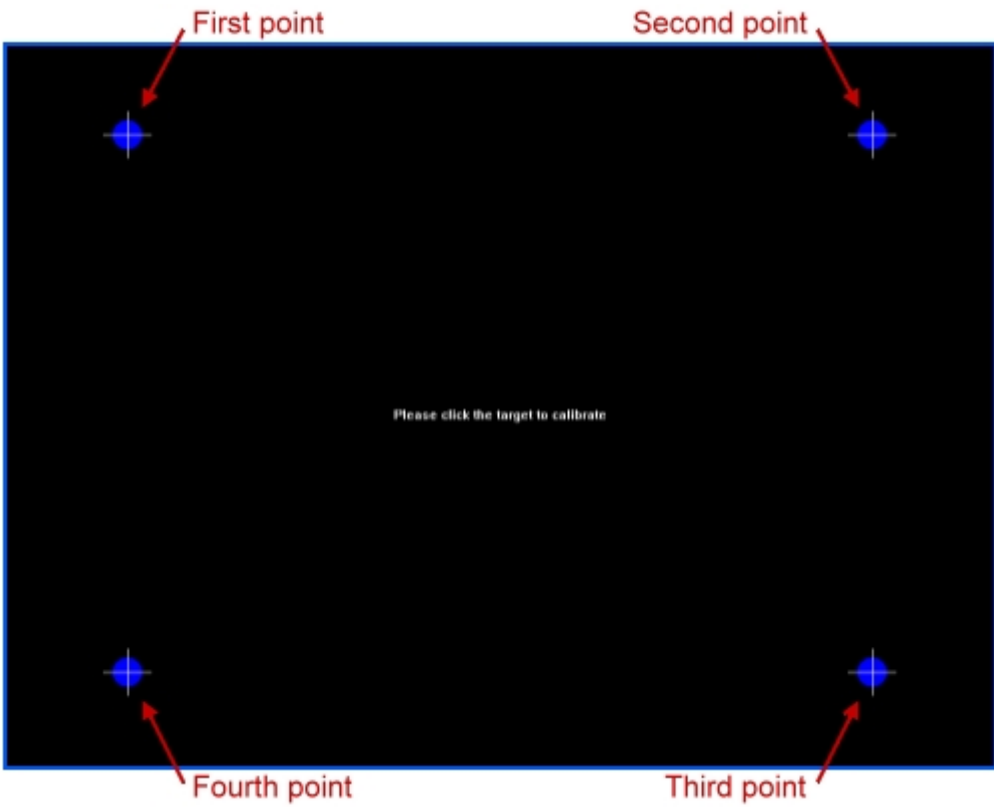 First point
Second point
Please click the target to calibrate
Fourth point
Third point